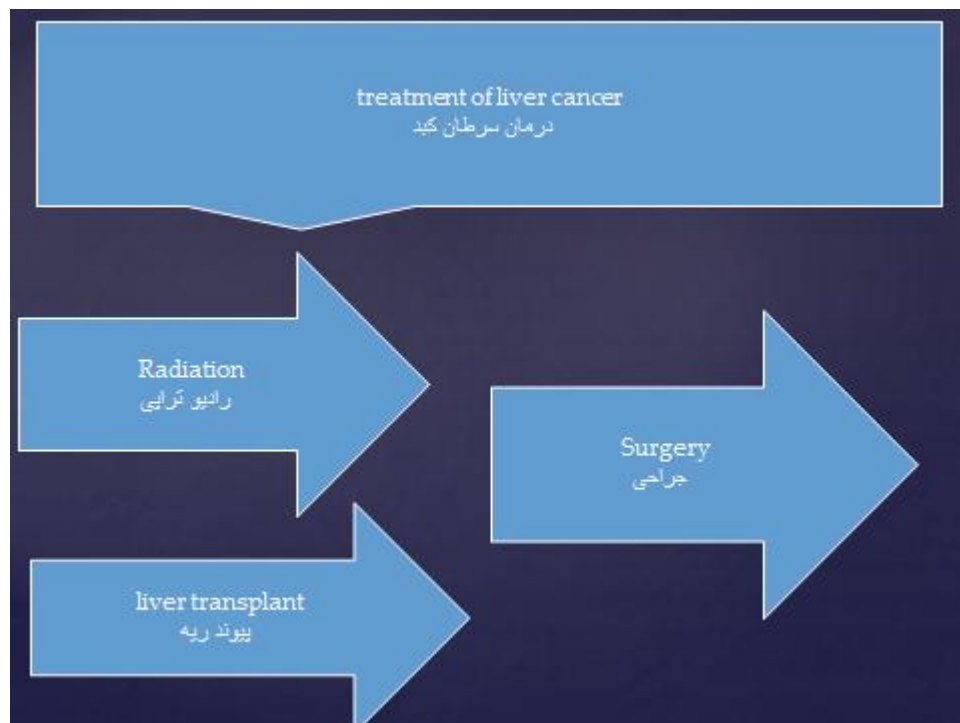 treatment of liver cancer
درمان سرطان کبد
Radiation
رادیو تراپی
Surgery
جراحی
liver transplant
پیوند ریه